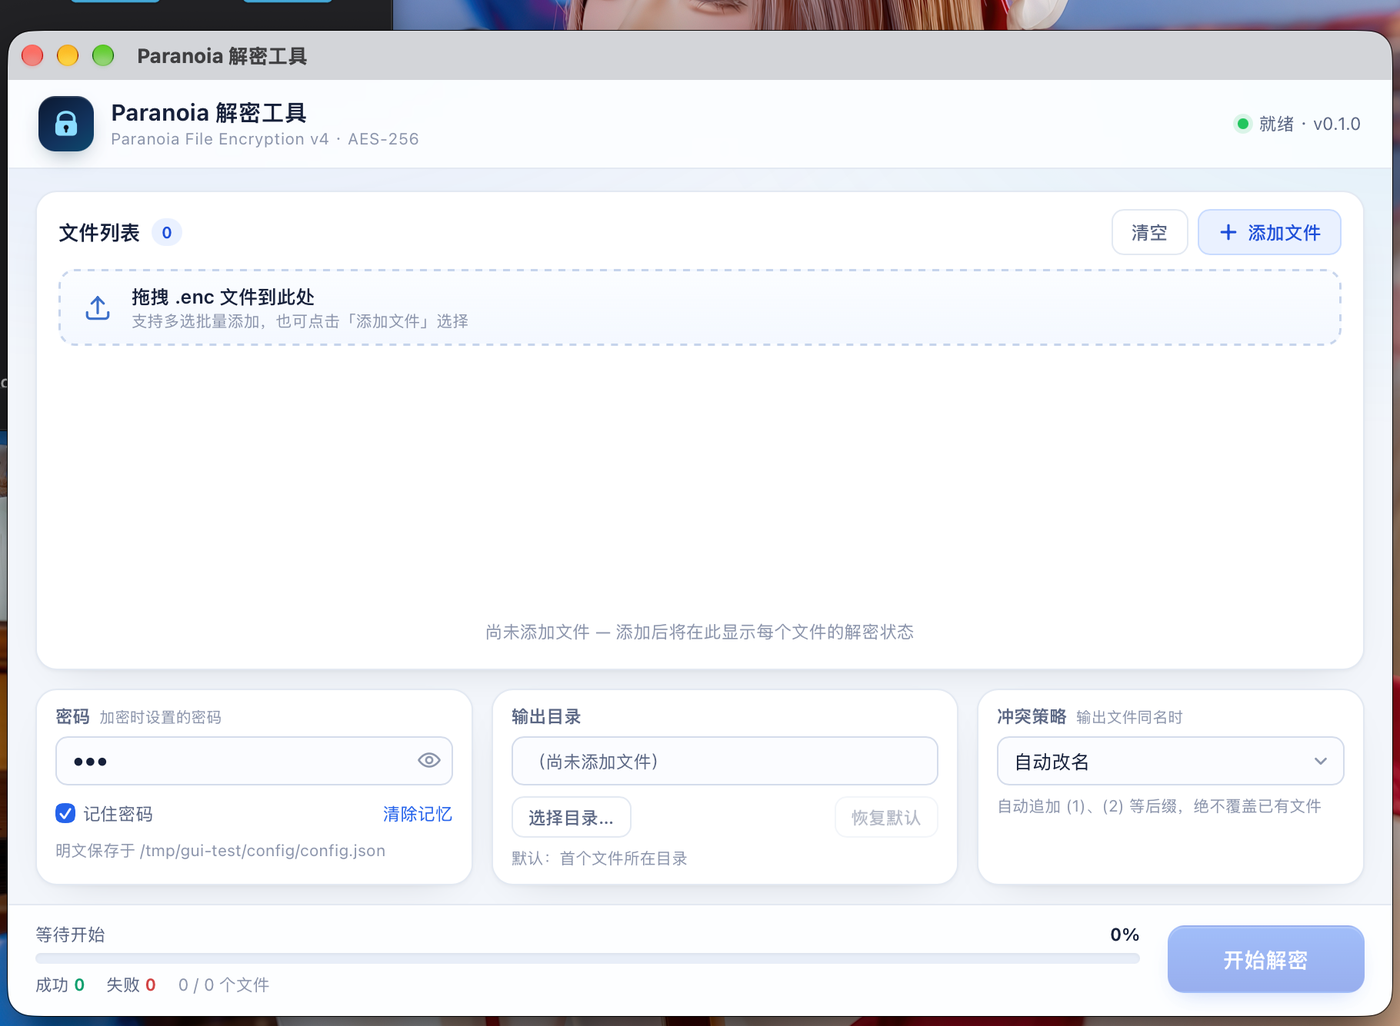 Paranoia 解密工具
Paranoia 解密工具
Paranoia File Encryption v4 · AES-256
就绪 · v0.1.0
文件列表 0
清空
+ 添加文件
拖拽 .enc 文件到此处
支持多选批量添加，也可点击「添加文件」选择
尚未添加文件 — 添加后将在此显示每个文件的解密状态
密码 加密时设置的密码
●●●
记住密码
清除记忆
明文保存于 /tmp/gui-test/config/config.json
输出目录
（尚未添加文件）
选择目录...
恢复默认
默认：首个文件所在目录
冲突策略 输出文件同名时
自动改名
自动追加 (1)、(2) 等后缀，绝不覆盖已有文件
等待开始
0%
成功 0 失败 0 0 / 0 个文件
开始解密